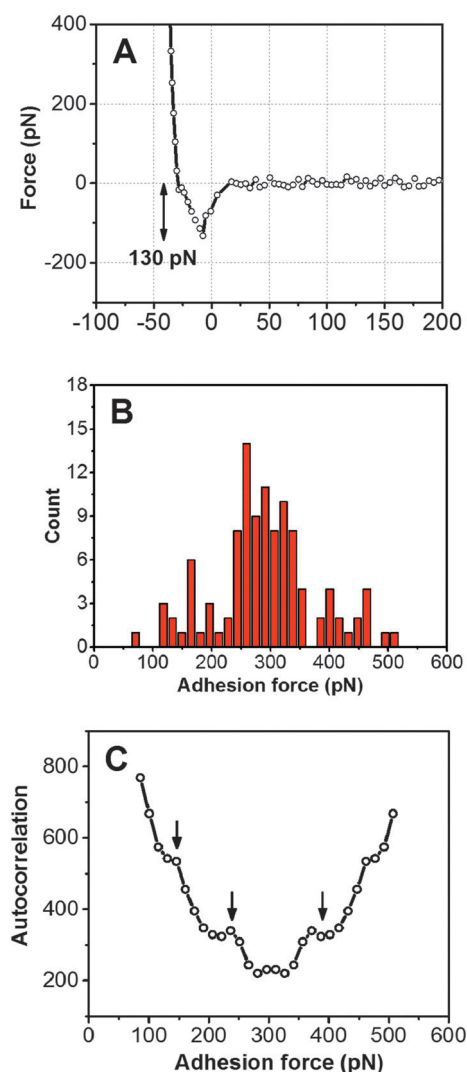 400
A
200
0
-200
130 pN
Force (pN)
-100 -50 0 50 100 150 200
18
B
15
12
9
6
3
0
Count
0 100 200 300 400 500 600
Adhesion force (pN)
C
800
600
400
200
Autocorrelation
0 100 200 300 400 500 600
Adhesion force (pN)